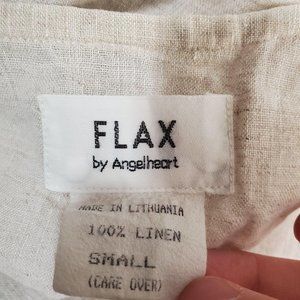 FLAX
by Angelheart
MADE IN LITHUANIA
100% LINEN
SMALL
(CARE OVER)